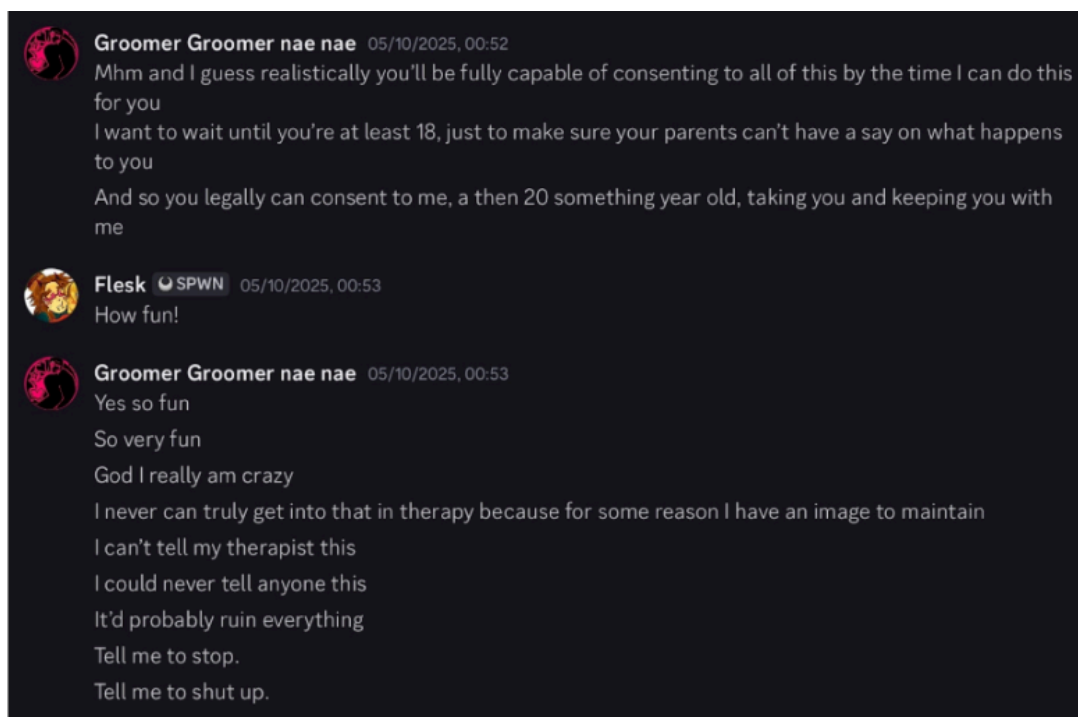 Groomer Groomer nae nae 05/10/2025, 00:52
Mhm and I guess realistically you'll be fully capable of consenting to all of this by the time I can do this
for you
I want to wait until you're at least 18, just to make sure your parents can't have a say on what happens
to you
And so you legally can consent to me, a then 20 something year old, taking you and keeping you with
me
Flesk SPWN 05/10/2025, 00:53
How fun!
Groomer Groomer nae nae 05/10/2025, 00:53
Yes so fun
So very fun
God I really am crazy
I never can truly get into that in therapy because for some reason I have an image to maintain
I can't tell my therapist this
I could never tell anyone this
It'd probably ruin everything
Tell me to stop.
Tell me to shut up.